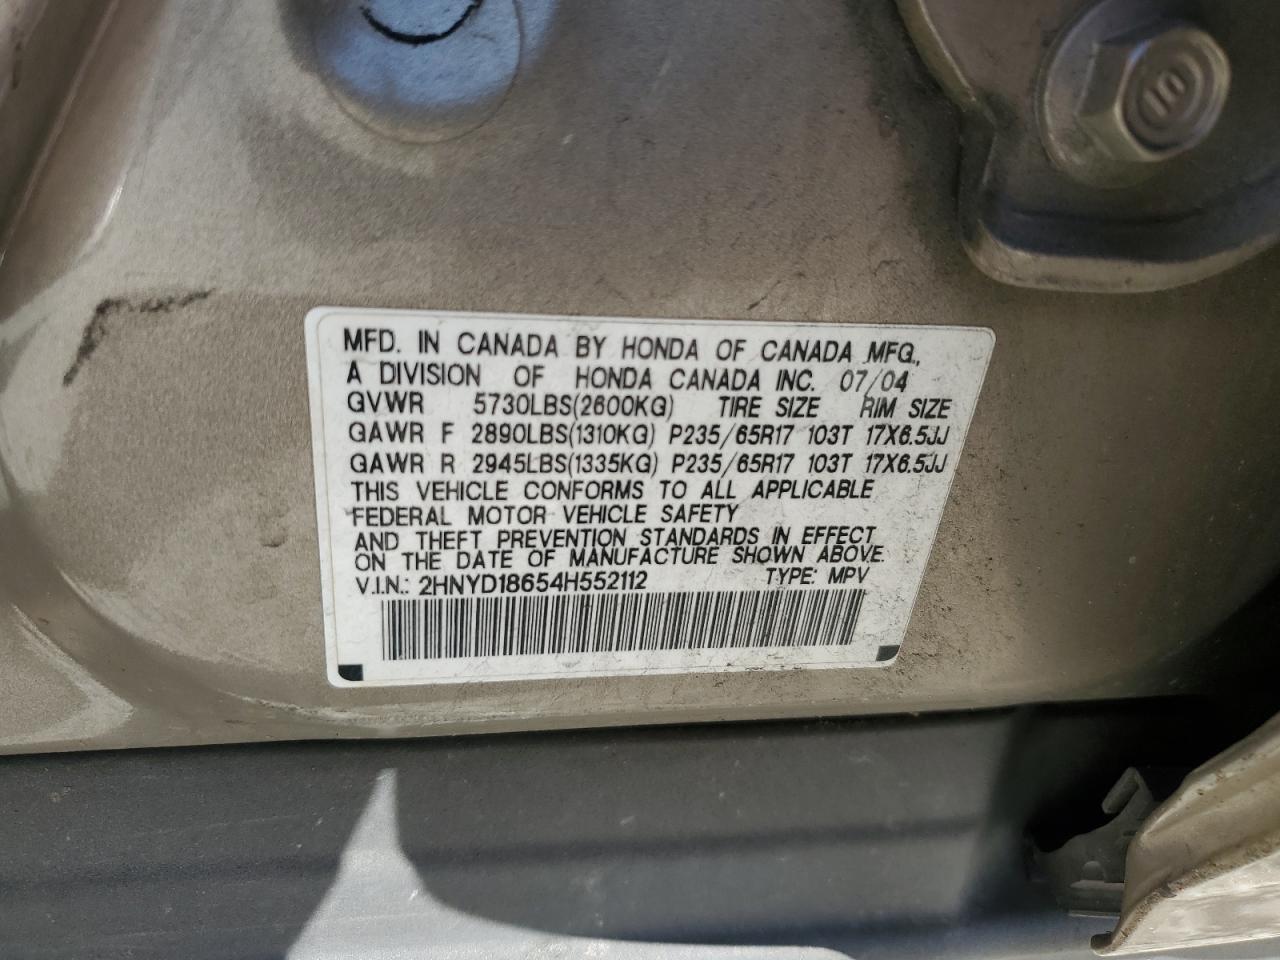 MFD. IN CANADA BY HONDA OF CANADA MFG.,
A DIVISION OF HONDA CANADA INC. 07/04
GVWR 5730LBS(2600KG) TIRE SIZE RIM SIZE
GAWR F 2890LBS(1310KG) P235/65R17 103T 17X6.5JJ
GAWR R 2945LBS(1335KG) P235/65R17 103T 17X6.5JJ
THIS VEHICLE CONFORMS TO ALL APPLICABLE
FEDERAL MOTOR VEHICLE SAFETY
AND THEFT PREVENTION STANDARDS IN EFFECT
ON THE DATE OF MANUFACTURE SHOWN ABOVE.
V.I.N.: 2HNYD18654H552112 TYPE: MPV